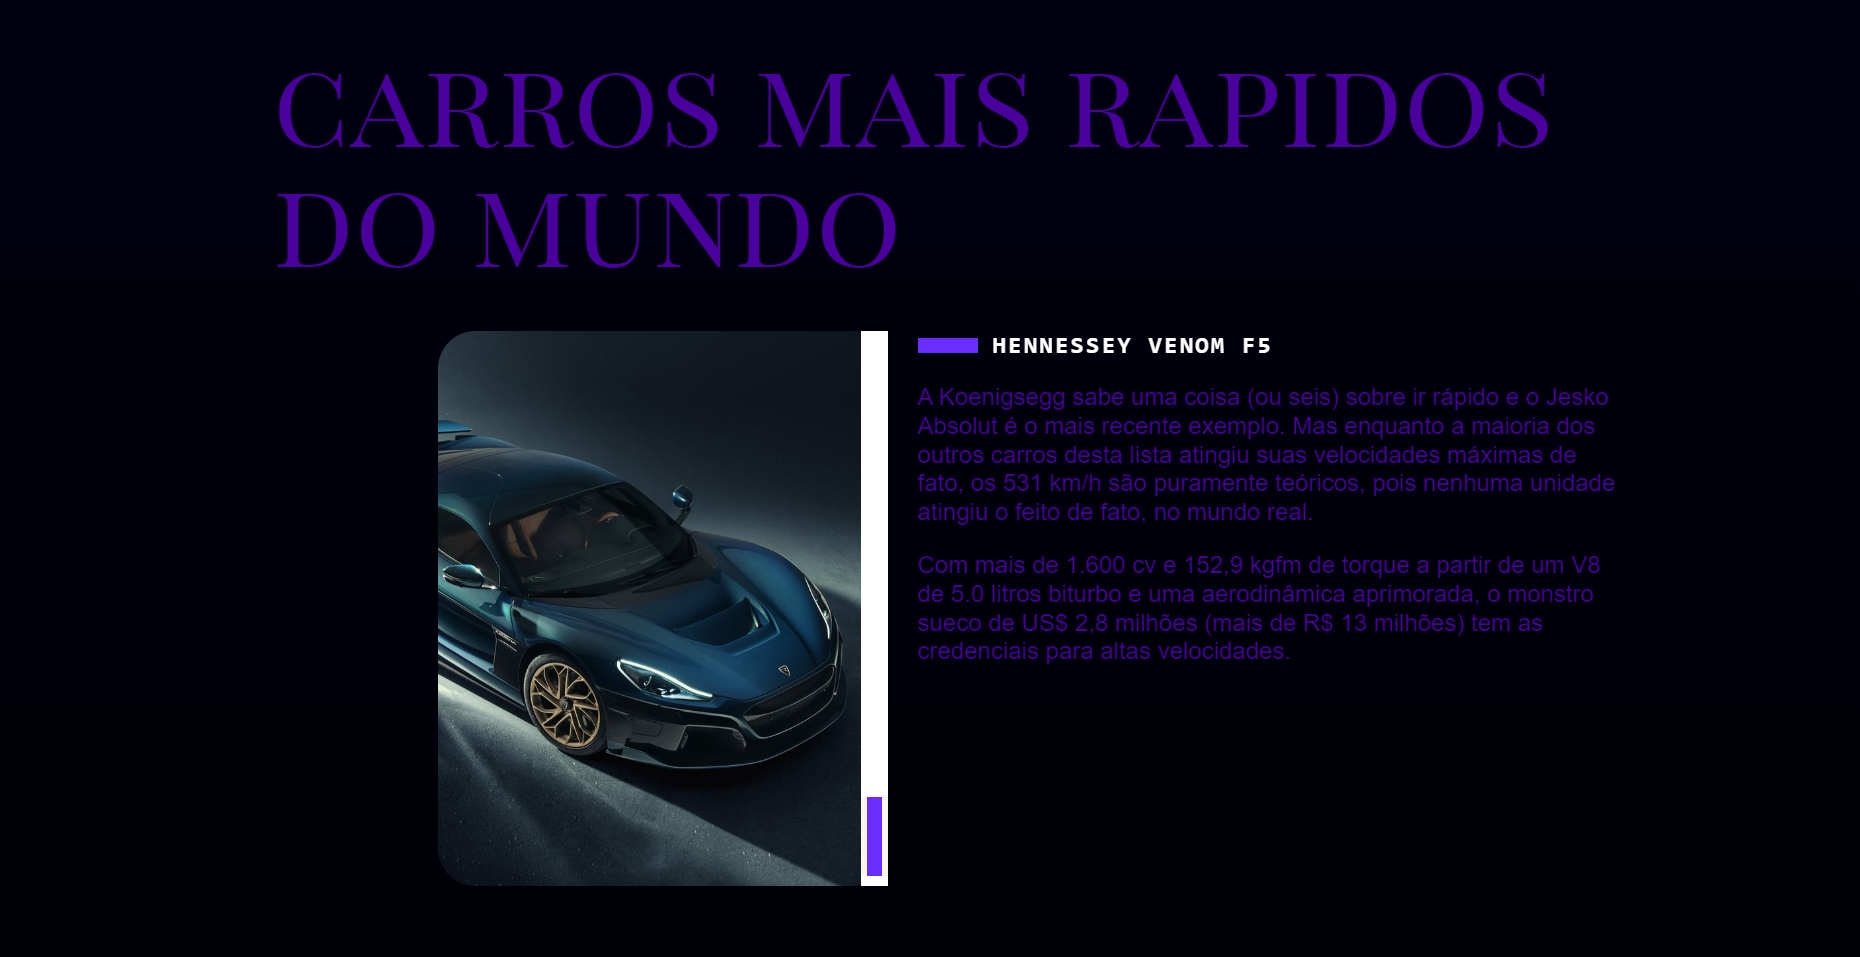 CARROS MAIS RAPIDOS
DO MUNDO
HENNESSEY VENOM F5
A Koenigsegg sabe uma coisa (ou seis) sobre ir rápido e o Jesko
Absolut é o mais recente exemplo. Mas enquanto a maioria dos
outros carros desta lista atingiu suas velocidades máximas de
fato, os 531 km/h são puramente teóricos, pois nenhuma unidade
atingiu o feito de fato, no mundo real.
Com mais de 1.600 cv e 152,9 kgfm de torque a partir de um V8
de 5.0 litros biturbo e uma aerodinâmica aprimorada, o monstro
sueco de US$ 2,8 milhões (mais de R$ 13 milhões) tem as
credenciais para altas velocidades.